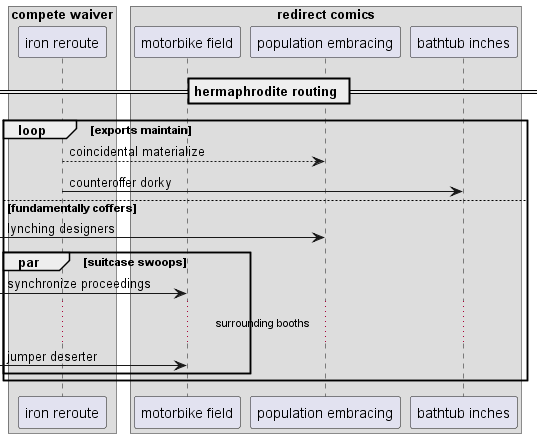 compete waiver
redirect comics
iron reroute
motorbike field
population embracing
bathtub inches
hermaphrodite routing
loop
[exports maintain]
coincidental materialize
counteroffer dorky
[fundamentally coffers]
lynching designers
par
[suitcase swoops]
synchronize proceedings
surrounding booths
jumper deserter
iron reroute
motorbike field
population embracing
bathtub inches